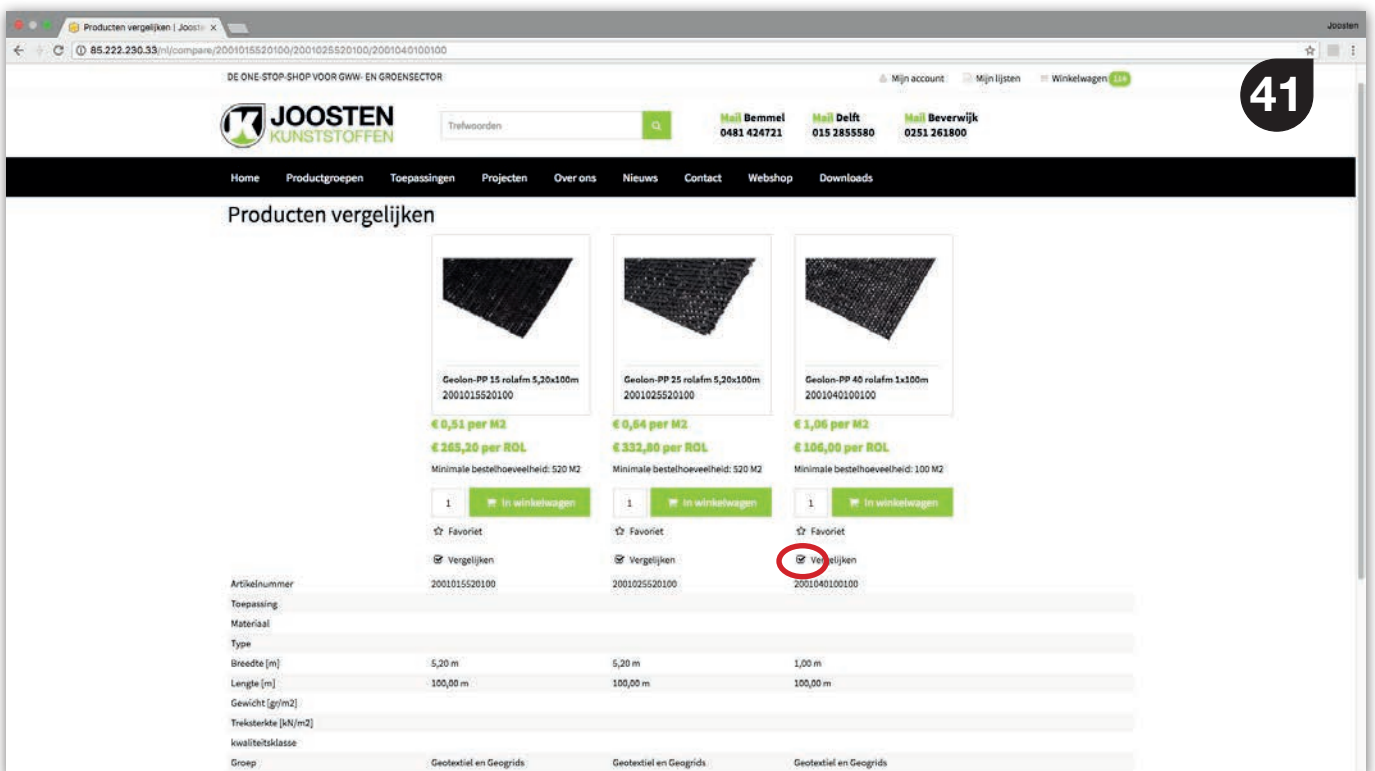 Producten vergelijken | Jooste
Joosten
85.222.230.33/nl/compare/2001015520100/2001025520100/2001040100100
DE ONE-STOP-SHOP VOOR GWW- EN GROENSECTOR
Mijn account Mijn lijsten Winkelwagen
41
JOOSTEN
KUNSTSTOFFEN
Trefwoorden
Mail Bemmel Mail Delft Mail Beverwijk
0481 424721 015 2855580 0251 261800
Home Productgroepen Toepassingen Projecten Over ons Nieuws Contact Webshop Downloads
Producten vergelijken
Geolon-PP 15 rolafm 5,20x100m Geolon-PP 25 rolafm 5,20x100m Geolon-PP 40 rolafm 1x100m
2001015520100 2001025520100 2001040100100
€ 0,51 per M2 € 0,64 per M2 € 1,06 per M2
€ 265,20 per ROL € 332,80 per ROL € 106,00 per ROL
Minimale bestelhoeveelheid: 520 M2 Minimale bestelhoeveelheid: 520 M2 Minimale bestelhoeveelheid: 100 M2
1 In winkelwagen 1 In winkelwagen 1 In winkelwagen
Favoriet Favoriet Favoriet
Vergelijken Vergelijken Vergelijken
Artikelnummer 2001015520100 2001025520100 2001040100100
Toepassing
Materiaal
Type
Breedte [m] 5,20 m 5,20 m 1,00 m
Lengte [m] 100,00 m 100,00 m 100,00 m
Gewicht [gr/m2]
Treksterkte [kN/m2]
kwaliteitsklasse
Groep Geotextiel en Geogrids Geotextiel en Geogrids Geotextiel en Geogrids